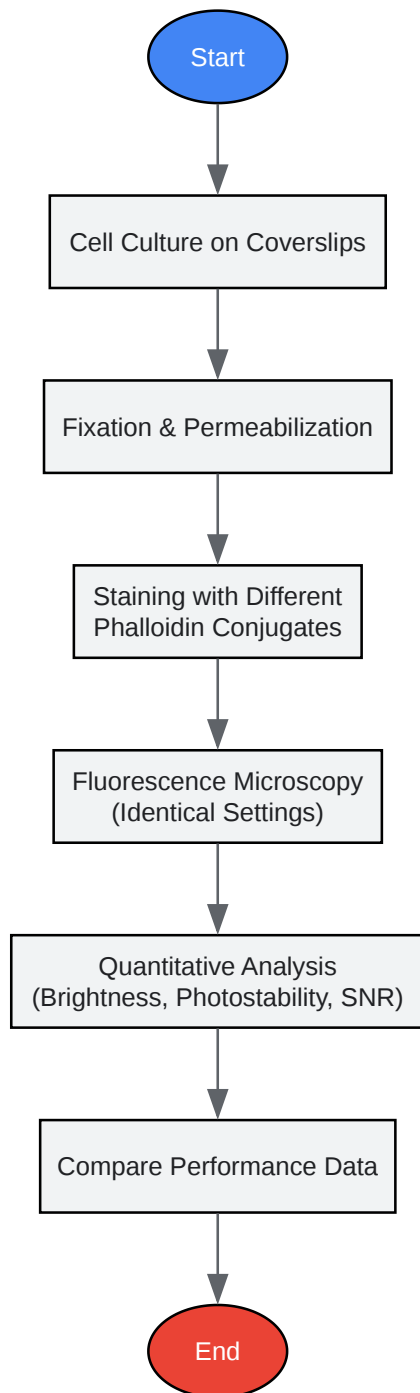 Start
Cell Culture on Coverslips
Fixation & Permeabilization
Staining with Different
Phalloidin Conjugates
Fluorescence Microscopy
(Identical Settings)
Quantitative Analysis
(Brightness, Photostability, SNR)
Compare Performance Data
End